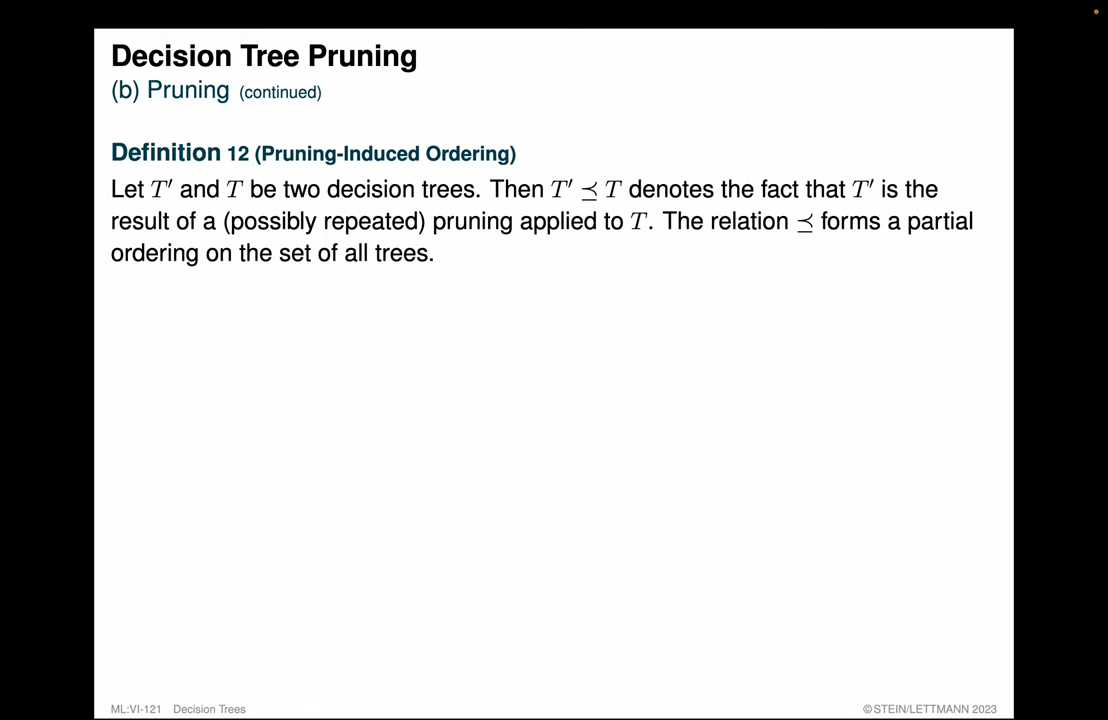 Decision Tree Pruning
(b) Pruning (continued)
Definition 12 (Pruning-Induced Ordering)
Let T′ and T be two decision trees. Then T′ ⪯ T denotes the fact that T′ is the
result of a (possibly repeated) pruning applied to T. The relation ⪯ forms a partial
ordering on the set of all trees.
ML:VI-121 Decision Trees ©STEIN/LETTMANN 2023